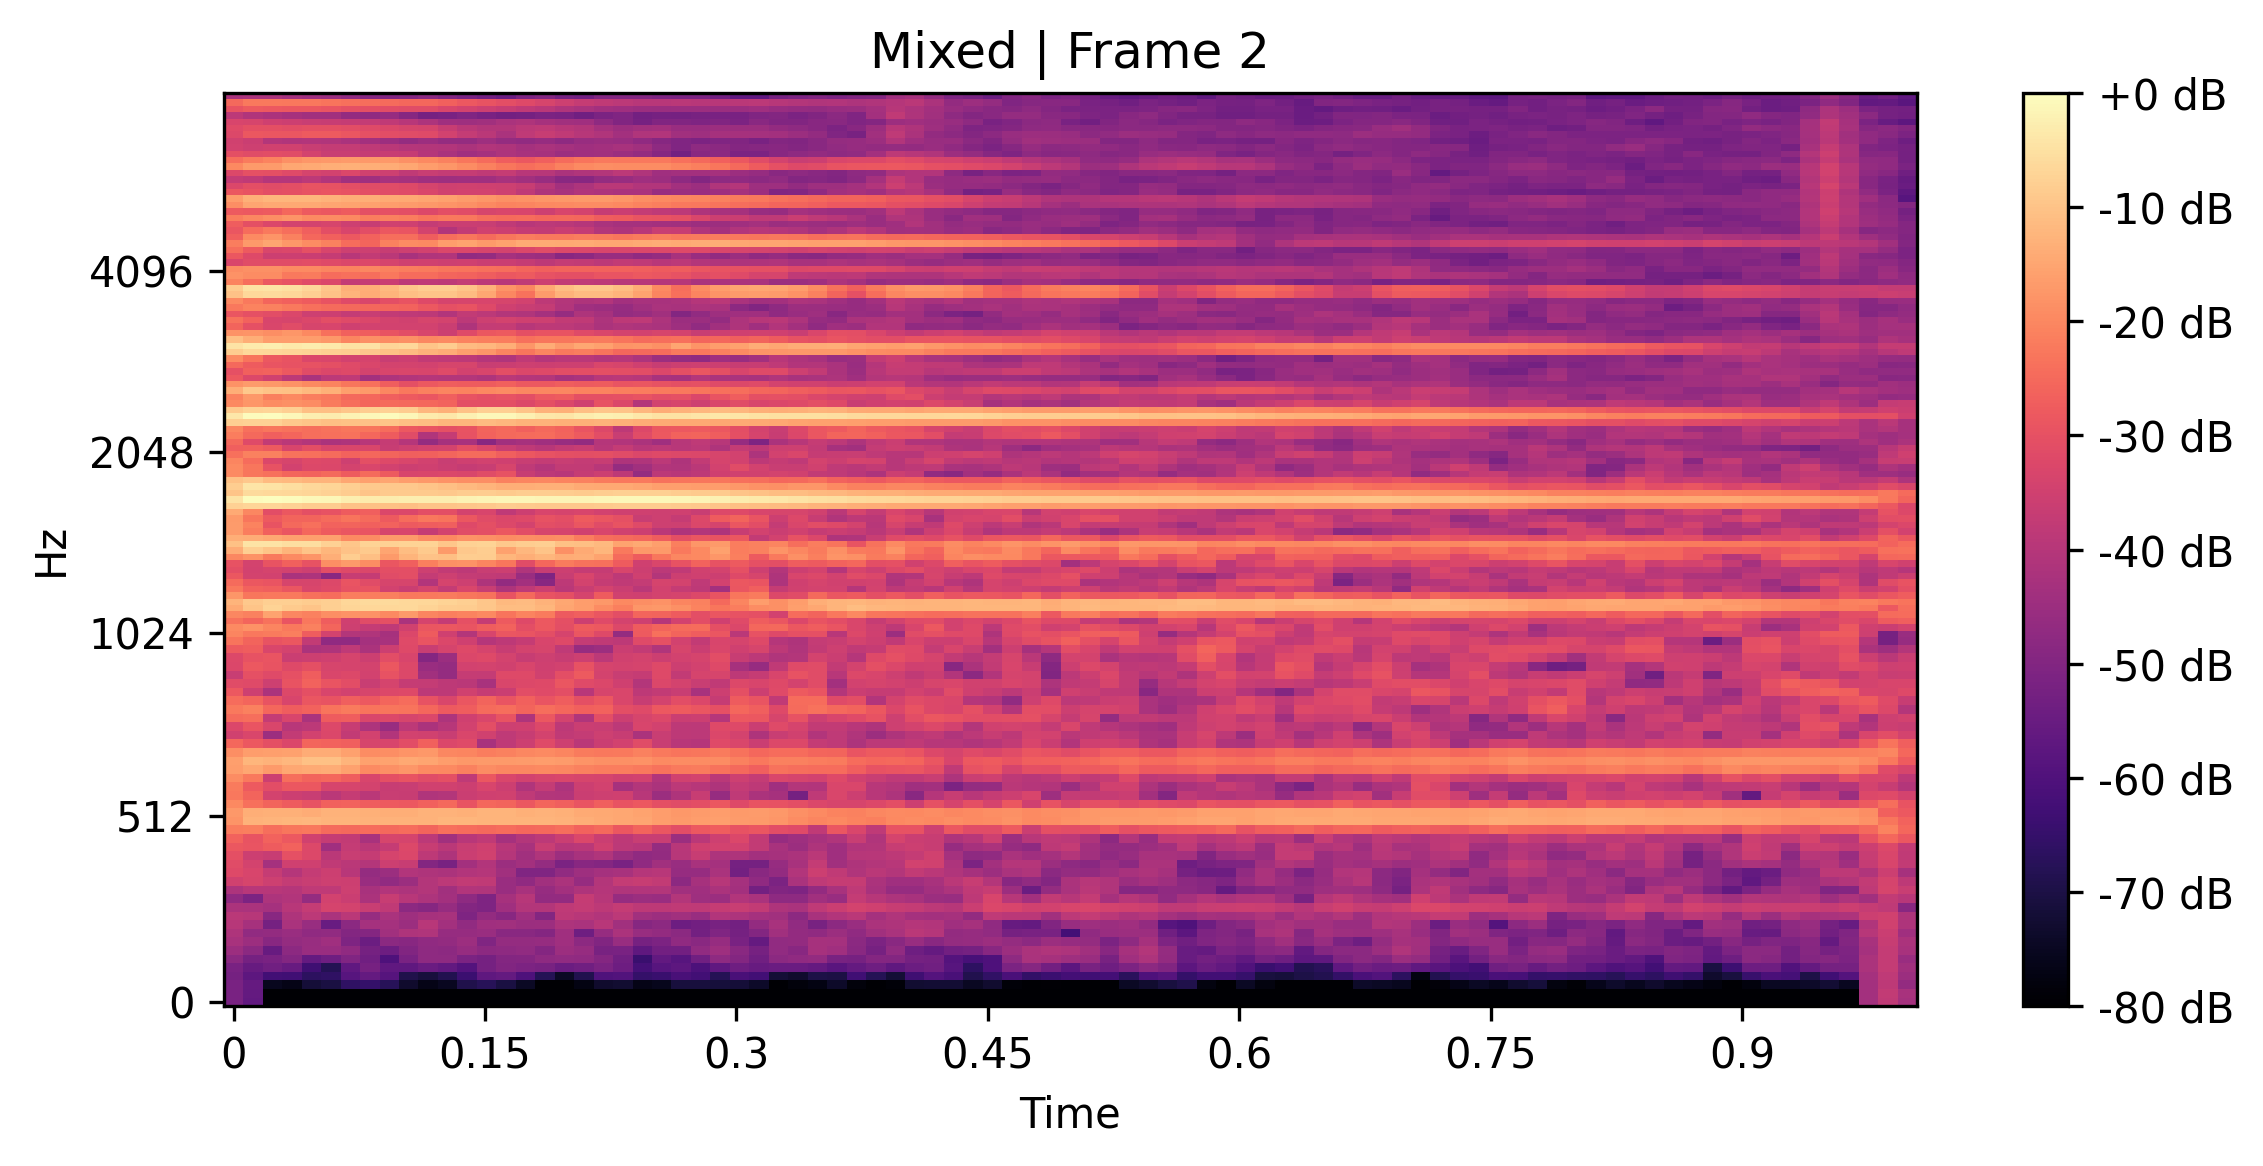 Mixed | Frame 2
Hz
4096
2048
1024
512
0
0 0.15 0.3 0.45 0.6 0.75 0.9
Time
+0 dB
-10 dB
-20 dB
-30 dB
-40 dB
-50 dB
-60 dB
-70 dB
-80 dB